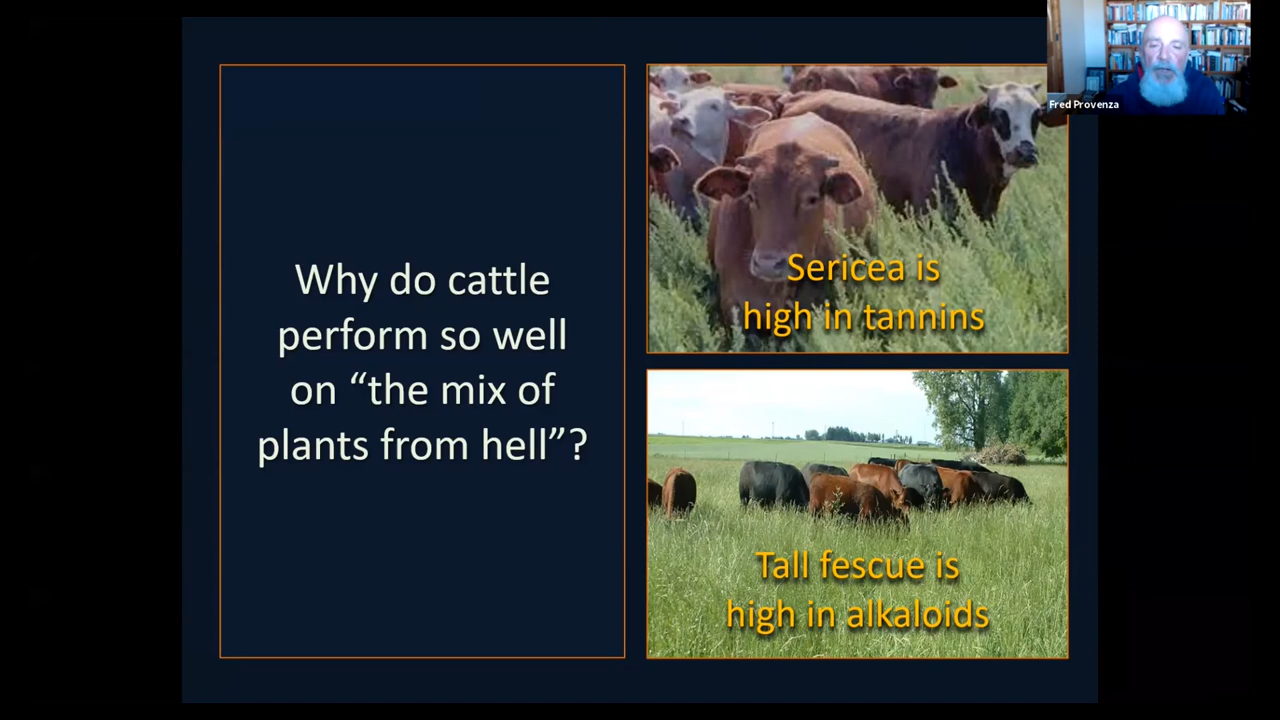 Fred Provenza
Why do cattle
perform so well
on “the mix of
plants from hell”?
Sericea is
high in tannins
Tall fescue is
high in alkaloids